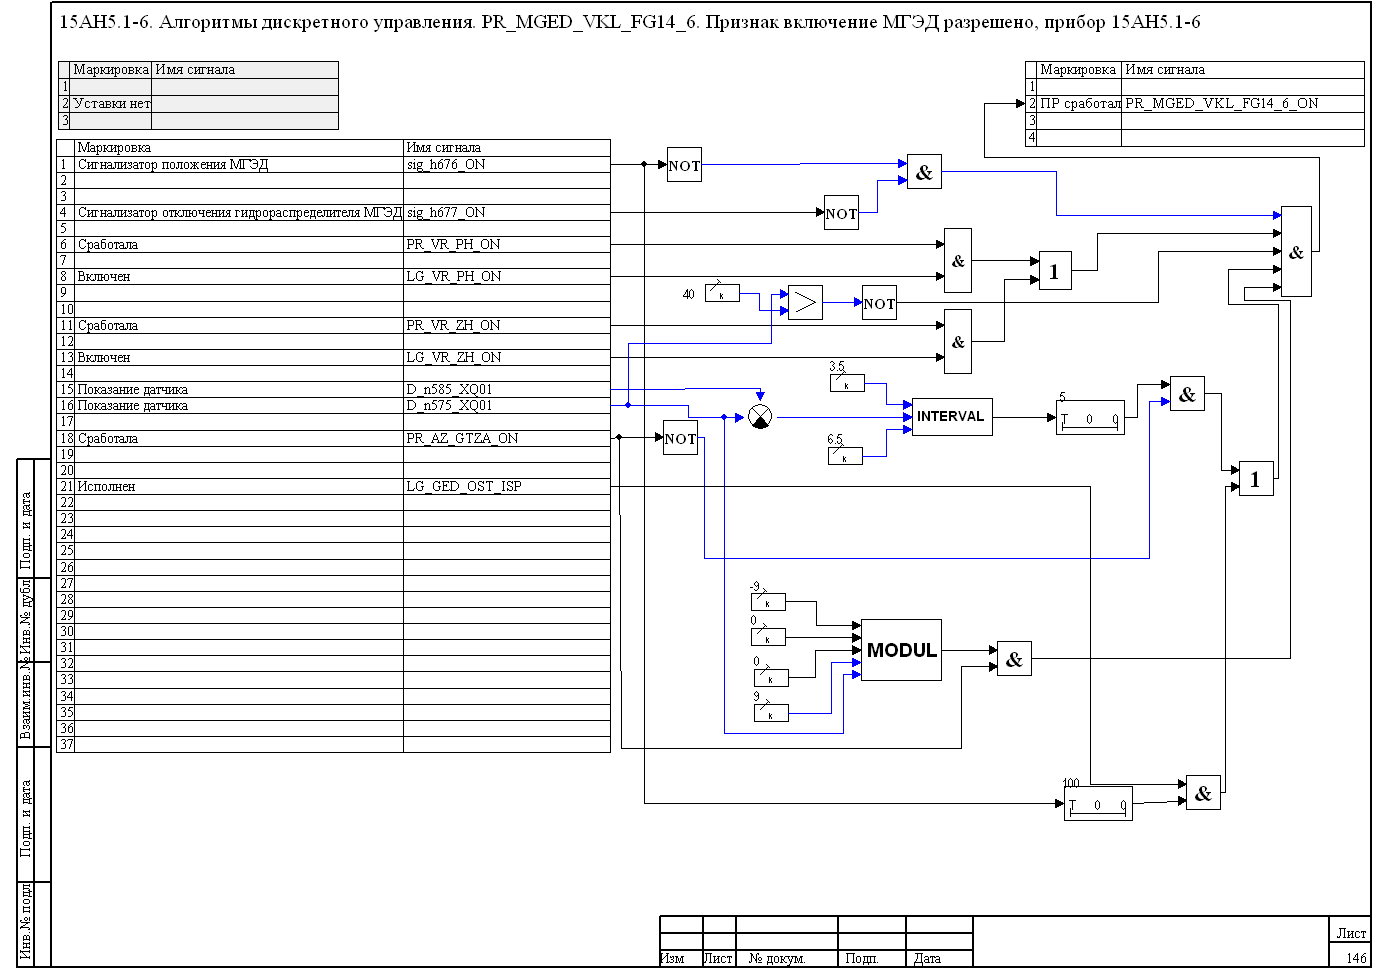 15АН5.1-6. Алгоритмы дискретного управления. PR_MGED_VKL_FG14_6. Признак включение МГЭД разрешено, прибор 15АН5.1-6
Маркировка Имя сигнала
1
2 Уставки нет
3
Маркировка Имя сигнала
1
2 ПР сработал PR_MGED_VKL_FG14_6_ON
3
4
Маркировка Имя сигнала
1 Сигнализатор положения МГЭД sig_h676_ON
2
3
4 Сигнализатор отключения гидрораспределителя МГЭД sig_h677_ON
5
6 Сработала PR_VR_PH_ON
7
8 Включен LG_VR_PH_ON
9
10
11 Сработала PR_VR_ZH_ON
12
13 Включен LG_VR_ZH_ON
14
15 Показание датчика D_n585_XQ01
16 Показание датчика D_n575_XQ01
17
18 Сработала PR_AZ_GTZA_ON
19
20
21 Исполнен LG_GED_OST_ISP
22
23
24
25
26
27
28
29
30
31
32
33
34
35
36
37
NOT
&
NOT
&
&
1
40
k
>
NOT
&
3.5
k
INTERVAL
5
T 0 0
&
6.5
k
NOT
1
-9
k
0
k
MODUL
&
0
k
9
k
100
T 0 0
&
Подп. и дата
Инв.№ дубл
Взаим.инв.№
Подп. и дата
Инв.№ подл
Изм Лист № докум. Подп. Дата
Лист
146